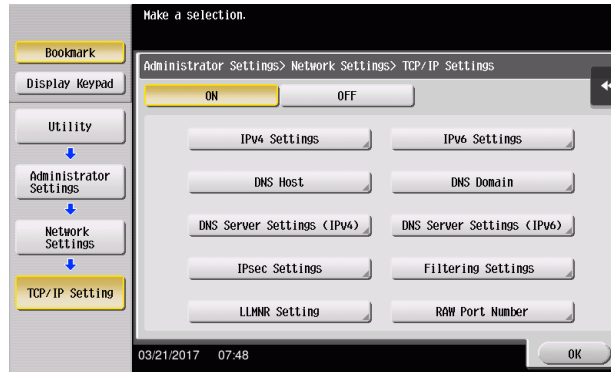 Make a selection.
Bookmark
Display Keypad
Utility
Administrator
Settings
Network
Settings
TCP/IP Setting
Administrator Settings> Network Settings> TCP/IP Settings
ON OFF
IPv4 Settings IPv6 Settings
DNS Host DNS Domain
DNS Server Settings (IPv4) DNS Server Settings (IPv6)
IPsec Settings Filtering Settings
LLMNR Setting RAW Port Number
03/21/2017 07:48 OK